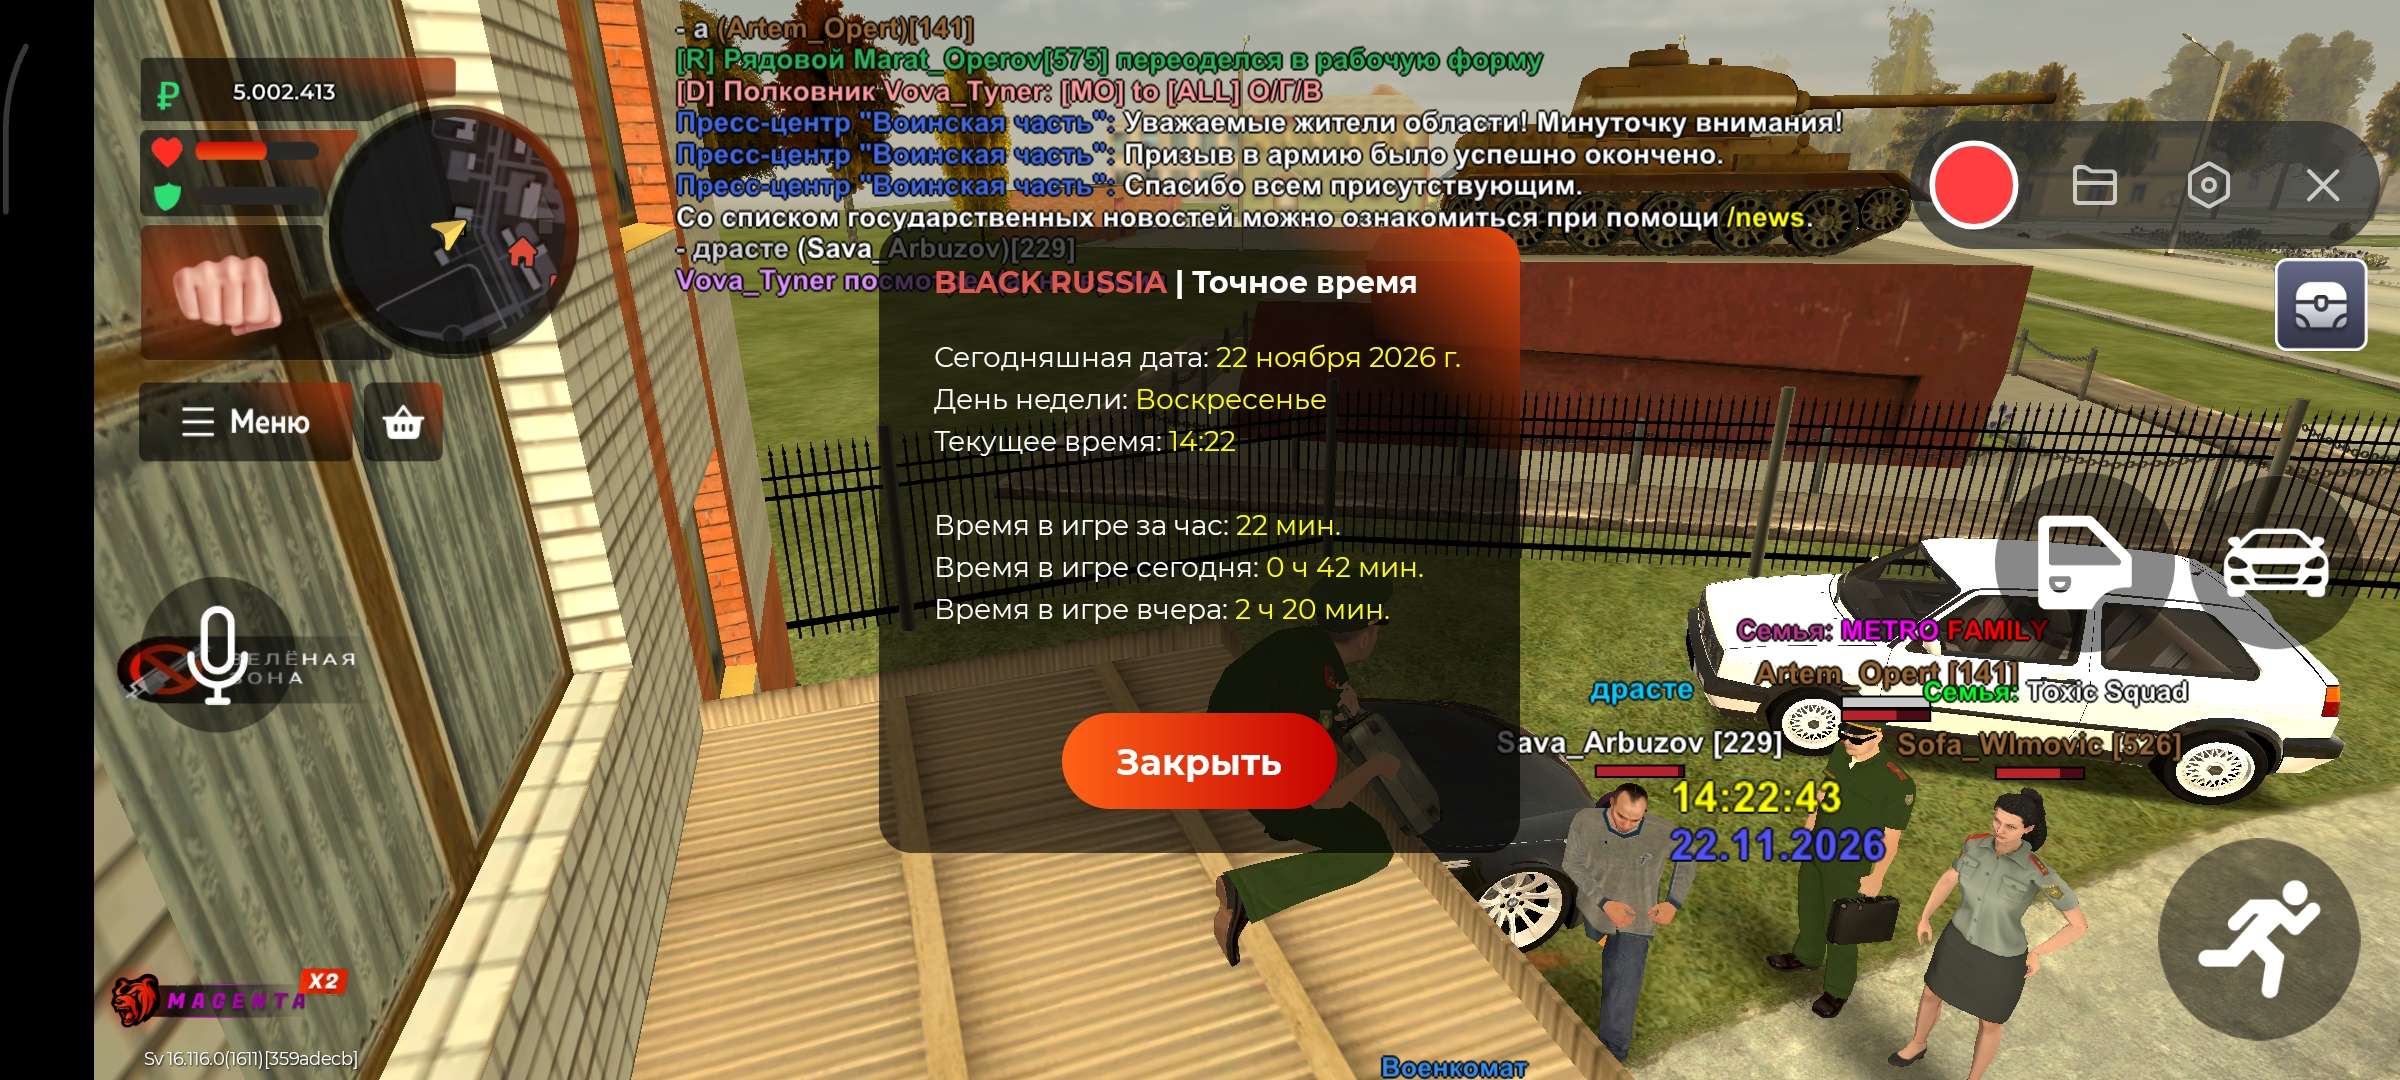 - а (Artem_Opert)[141]
[R] Рядовой Marat_Operov[575] переоделся в рабочую форму
[D] Полковник Vova_Tyner: [МО] to [ALL] О/Г/В
Пресс-центр "Воинская часть": Уважаемые жители области! Минуточку внимания!
Пресс-центр "Воинская часть": Призыв в армию было успешно окончено.
Пресс-центр "Воинская часть": Спасибо всем присутствующим.
Со списком государственных новостей можно ознакомиться при помощи /news.
- драсте (Sava_Arbuzov)[229]
Vova_Tyner
5.002.413
Меню
BLACK RUSSIA | Точное время
Сегодняшная дата: 22 ноября 2026 г.
День недели: Воскресенье
Текущее время: 14:22
Время в игре за час: 22 мин.
Время в игре сегодня: 0 ч 42 мин.
Время в игре вчера: 2 ч 20 мин.
Закрыть
ЗЕЛЁНАЯ
ЗОНА
Семья: METRO FAMILY
Artem_Opert [141]
Семья: Toxic Squad
драсте
Sava_Arbuzov [229]
Sofa_Wlmovic [526]
14:22:43
22.11.2026
X2
MAGENTA
Sv 16.116.0(1611)[359adecb]
Военкомат